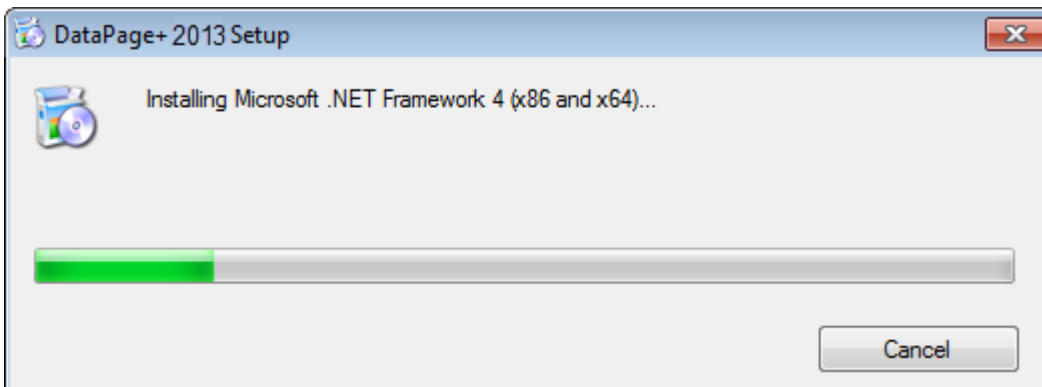 DataPage+ 2013 Setup
Installing Microsoft .NET Framework 4 (x86 and x64)...
Cancel